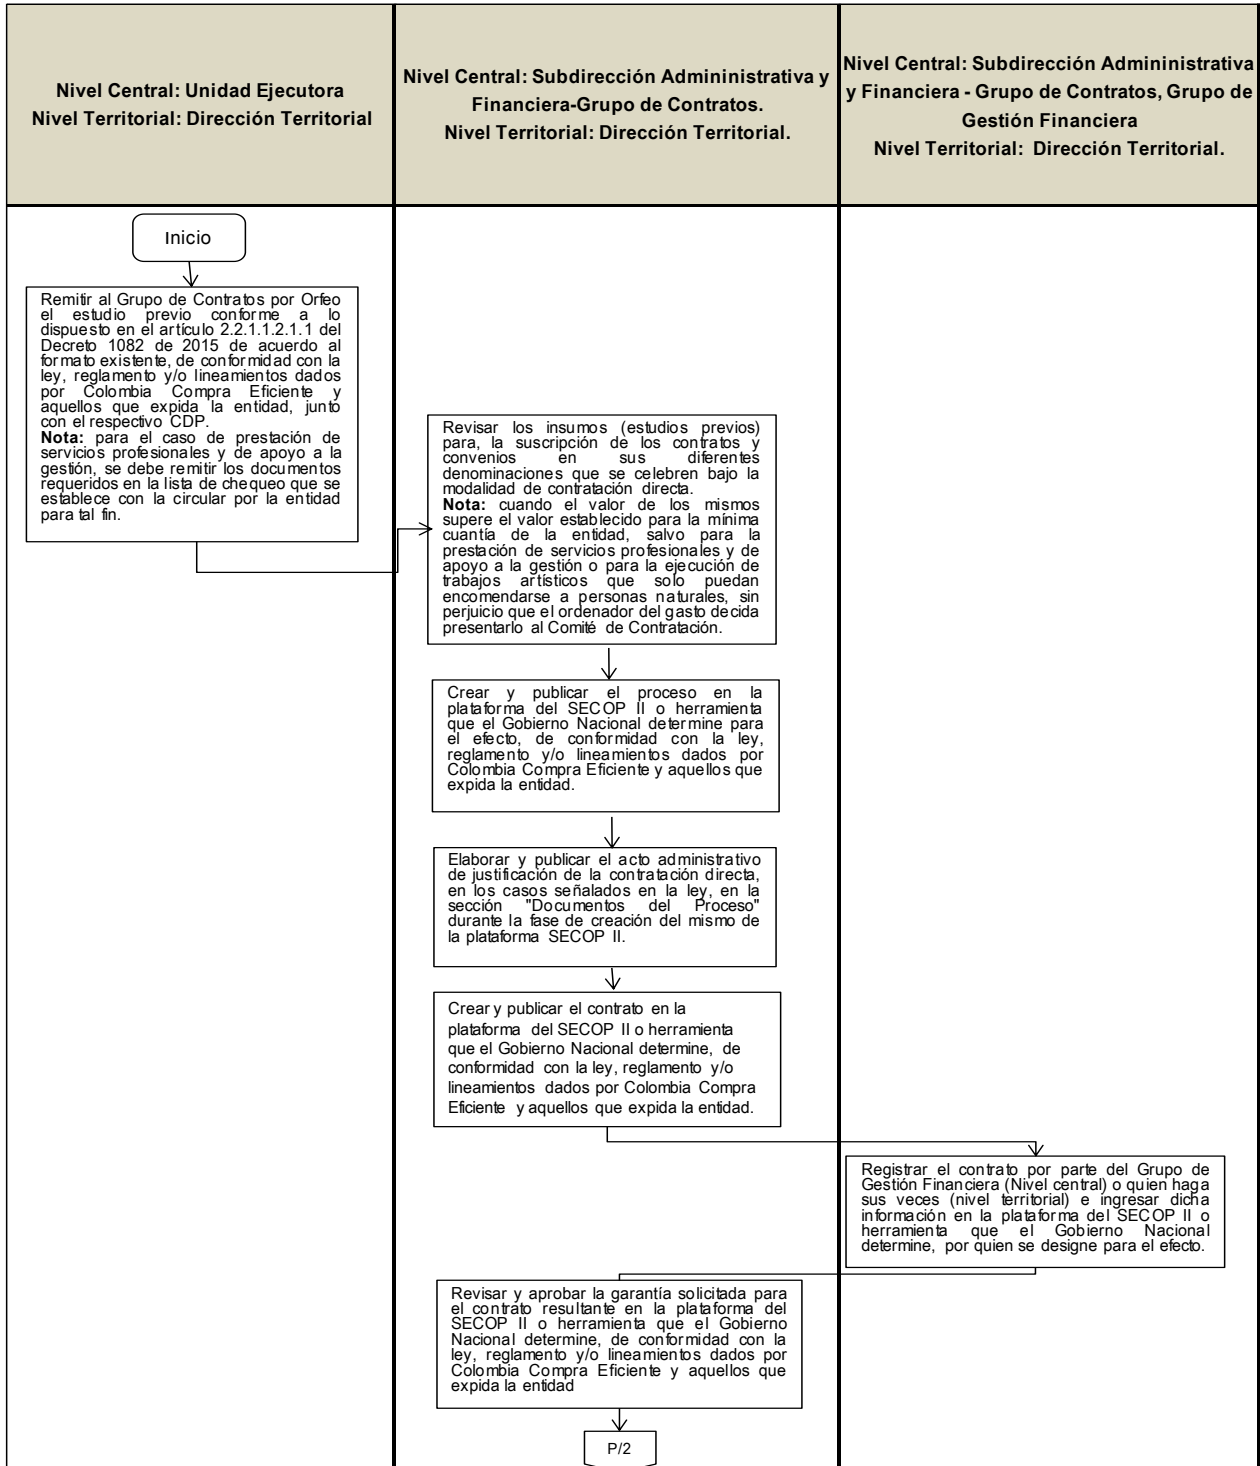 Nivel Central: Unidad Ejecutora
Nivel Territorial: Dirección Territorial
Nivel Central: Subdirección Admininistrativa y
Financiera-Grupo de Contratos.
Nivel Territorial: Dirección Territorial.
Nivel Central: Subdirección Admininistrativa
y Financiera - Grupo de Contratos, Grupo de
Gestión Financiera
Nivel Territorial: Dirección Territorial.
Inicio
Remitir al Grupo de Contratos por Orfeo
el estudio previo conforme a lo
dispuesto en el artículo 2.2.1.1.2.1.1 del
Decreto 1082 de 2015 de acuerdo al
formato existente, de conformidad con la
ley, reglamento y/o lineamientos dados
por Colombia Compra Eficiente y
aquellos que expida la entidad, junto
con el respectivo CDP.
Nota: para el caso de prestación de
servicios profesionales y de apoyo a la
gestión, se debe remitir los documentos
requeridos en la lista de chequeo que se
establece con la circular por la entidad
para tal fin.
Revisar los insumos (estudios previos)
para, la suscripción de los contratos y
convenios en sus diferentes
denominaciones que se celebren bajo la
modalidad de contratación directa.
Nota: cuando el valor de los mismos
supere el valor establecido para la mínima
cuantía de la entidad, salvo para la
prestación de servicios profesionales y de
apoyo a la gestión o para la ejecución de
trabajos artísticos que solo puedan
encomendarse a personas naturales, sin
perjuicio que el ordenador del gasto decida
presentarlo al Comité de Contratación.
Crear y publicar el proceso en la
plataforma del SECOP II o herramienta
que el Gobierno Nacional determine para
el efecto, de conformidad con la ley,
reglamento y/o lineamientos dados por
Colombia Compra Eficiente y aquellos que
expida la entidad.
Elaborar y publicar el acto administrativo
de justificación de la contratación directa,
en los casos señalados en la ley, en la
sección "Documentos del Proceso"
durante la fase de creación del mismo de
la plataforma SECOP II.
Crear y publicar el contrato en la
plataforma del SECOP II o herramienta
que el Gobierno Nacional determine, de
conformidad con la ley, reglamento y/o
lineamientos dados por Colombia Compra
Eficiente y aquellos que expida la entidad.
Registrar el contrato por parte del Grupo de
Gestión Financiera (Nivel central) o quien haga
sus veces (nivel territorial) e ingresar dicha
información en la plataforma del SECOP II o
herramienta que el Gobierno Nacional
determine, por quien se designe para el efecto.
Revisar y aprobar la garantía solicitada para
el contrato resultante en la plataforma del
SECOP II o herramienta que el Gobierno
Nacional determine, de conformidad con la
ley, reglamento y/o lineamientos dados por
Colombia Compra Eficiente y aquellos que
expida la entidad
P/2